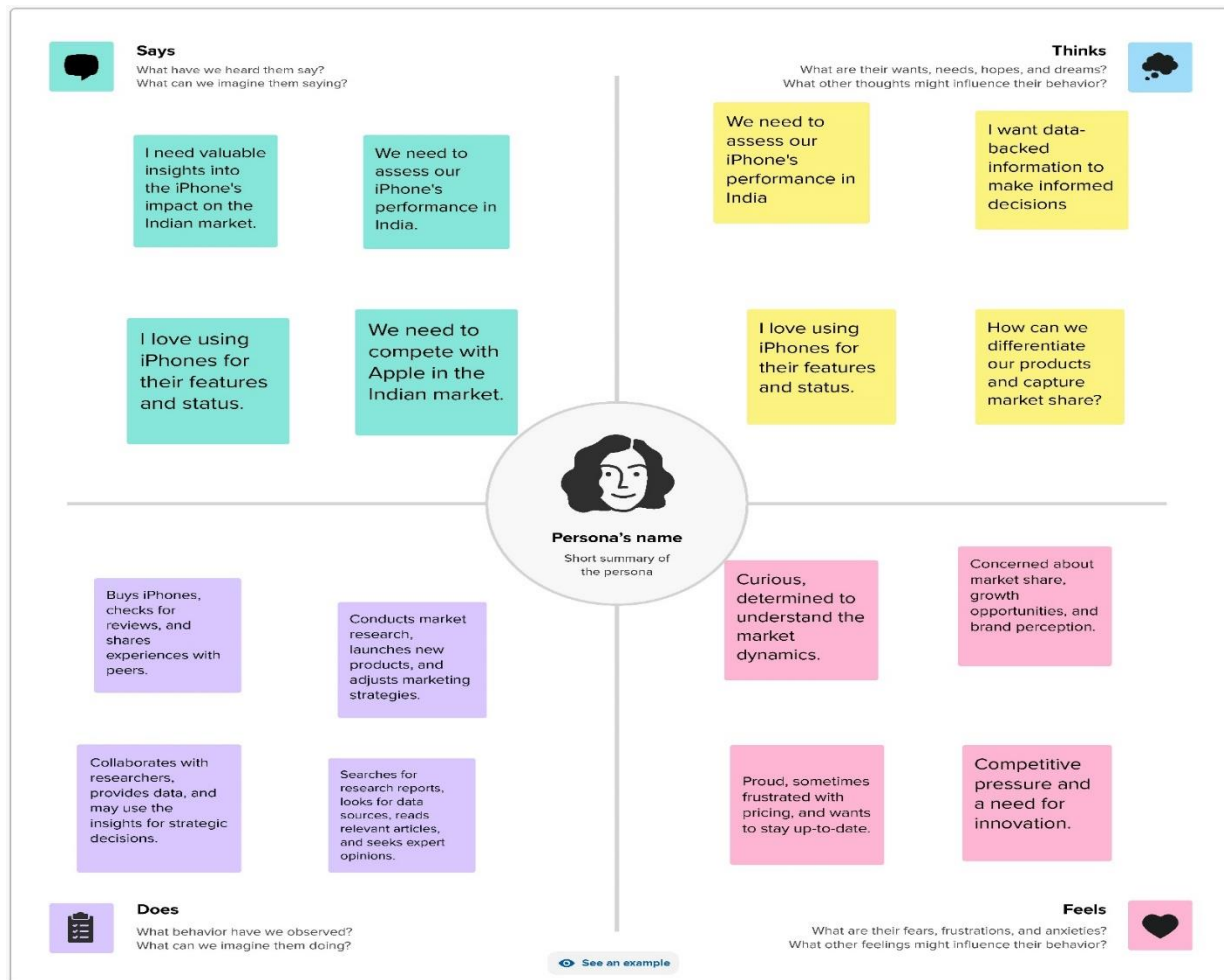 Says
What have we heard them say?
What can we imagine them saying?
I need valuable
insights into
the iPhone's
impact on the
Indian market.
We need to
assess our
iPhone's
performance in
India.
I love using
iPhones for
their features
and status.
We need to
compete with
Apple in the
Indian market.
Thinks
What are their wants, needs, hopes, and dreams?
What other thoughts might influence their behavior?
We need to
assess our
iPhone's
performance in
India
I want data-
backed
information to
make informed
decisions
I love using
iPhones for
their features
and status.
How can we
differentiate
our products
and capture
market share?
Persona's name
Short summary of
the persona
Buys iPhones,
checks for
reviews, and
shares
experiences with
peers.
Conducts market
research,
launches new
products, and
adjusts marketing
strategies.
Collaborates with
researchers,
provides data, and
may use the
insights for strategic
decisions.
Searches for
research reports,
looks for data
sources, reads
relevant articles,
and seeks expert
opinions.
Does
What behavior have we observed?
What can we imagine them doing?
Curious,
determined to
understand the
market
dynamics.
Concerned about
market share,
growth
opportunities, and
brand perception.
Proud, sometimes
frustrated with
pricing, and wants
to stay up-to-date.
Competitive
pressure and
a need for
innovation.
Feels
What are their fears, frustrations, and anxieties?
What other feelings might influence their behavior?
See an example